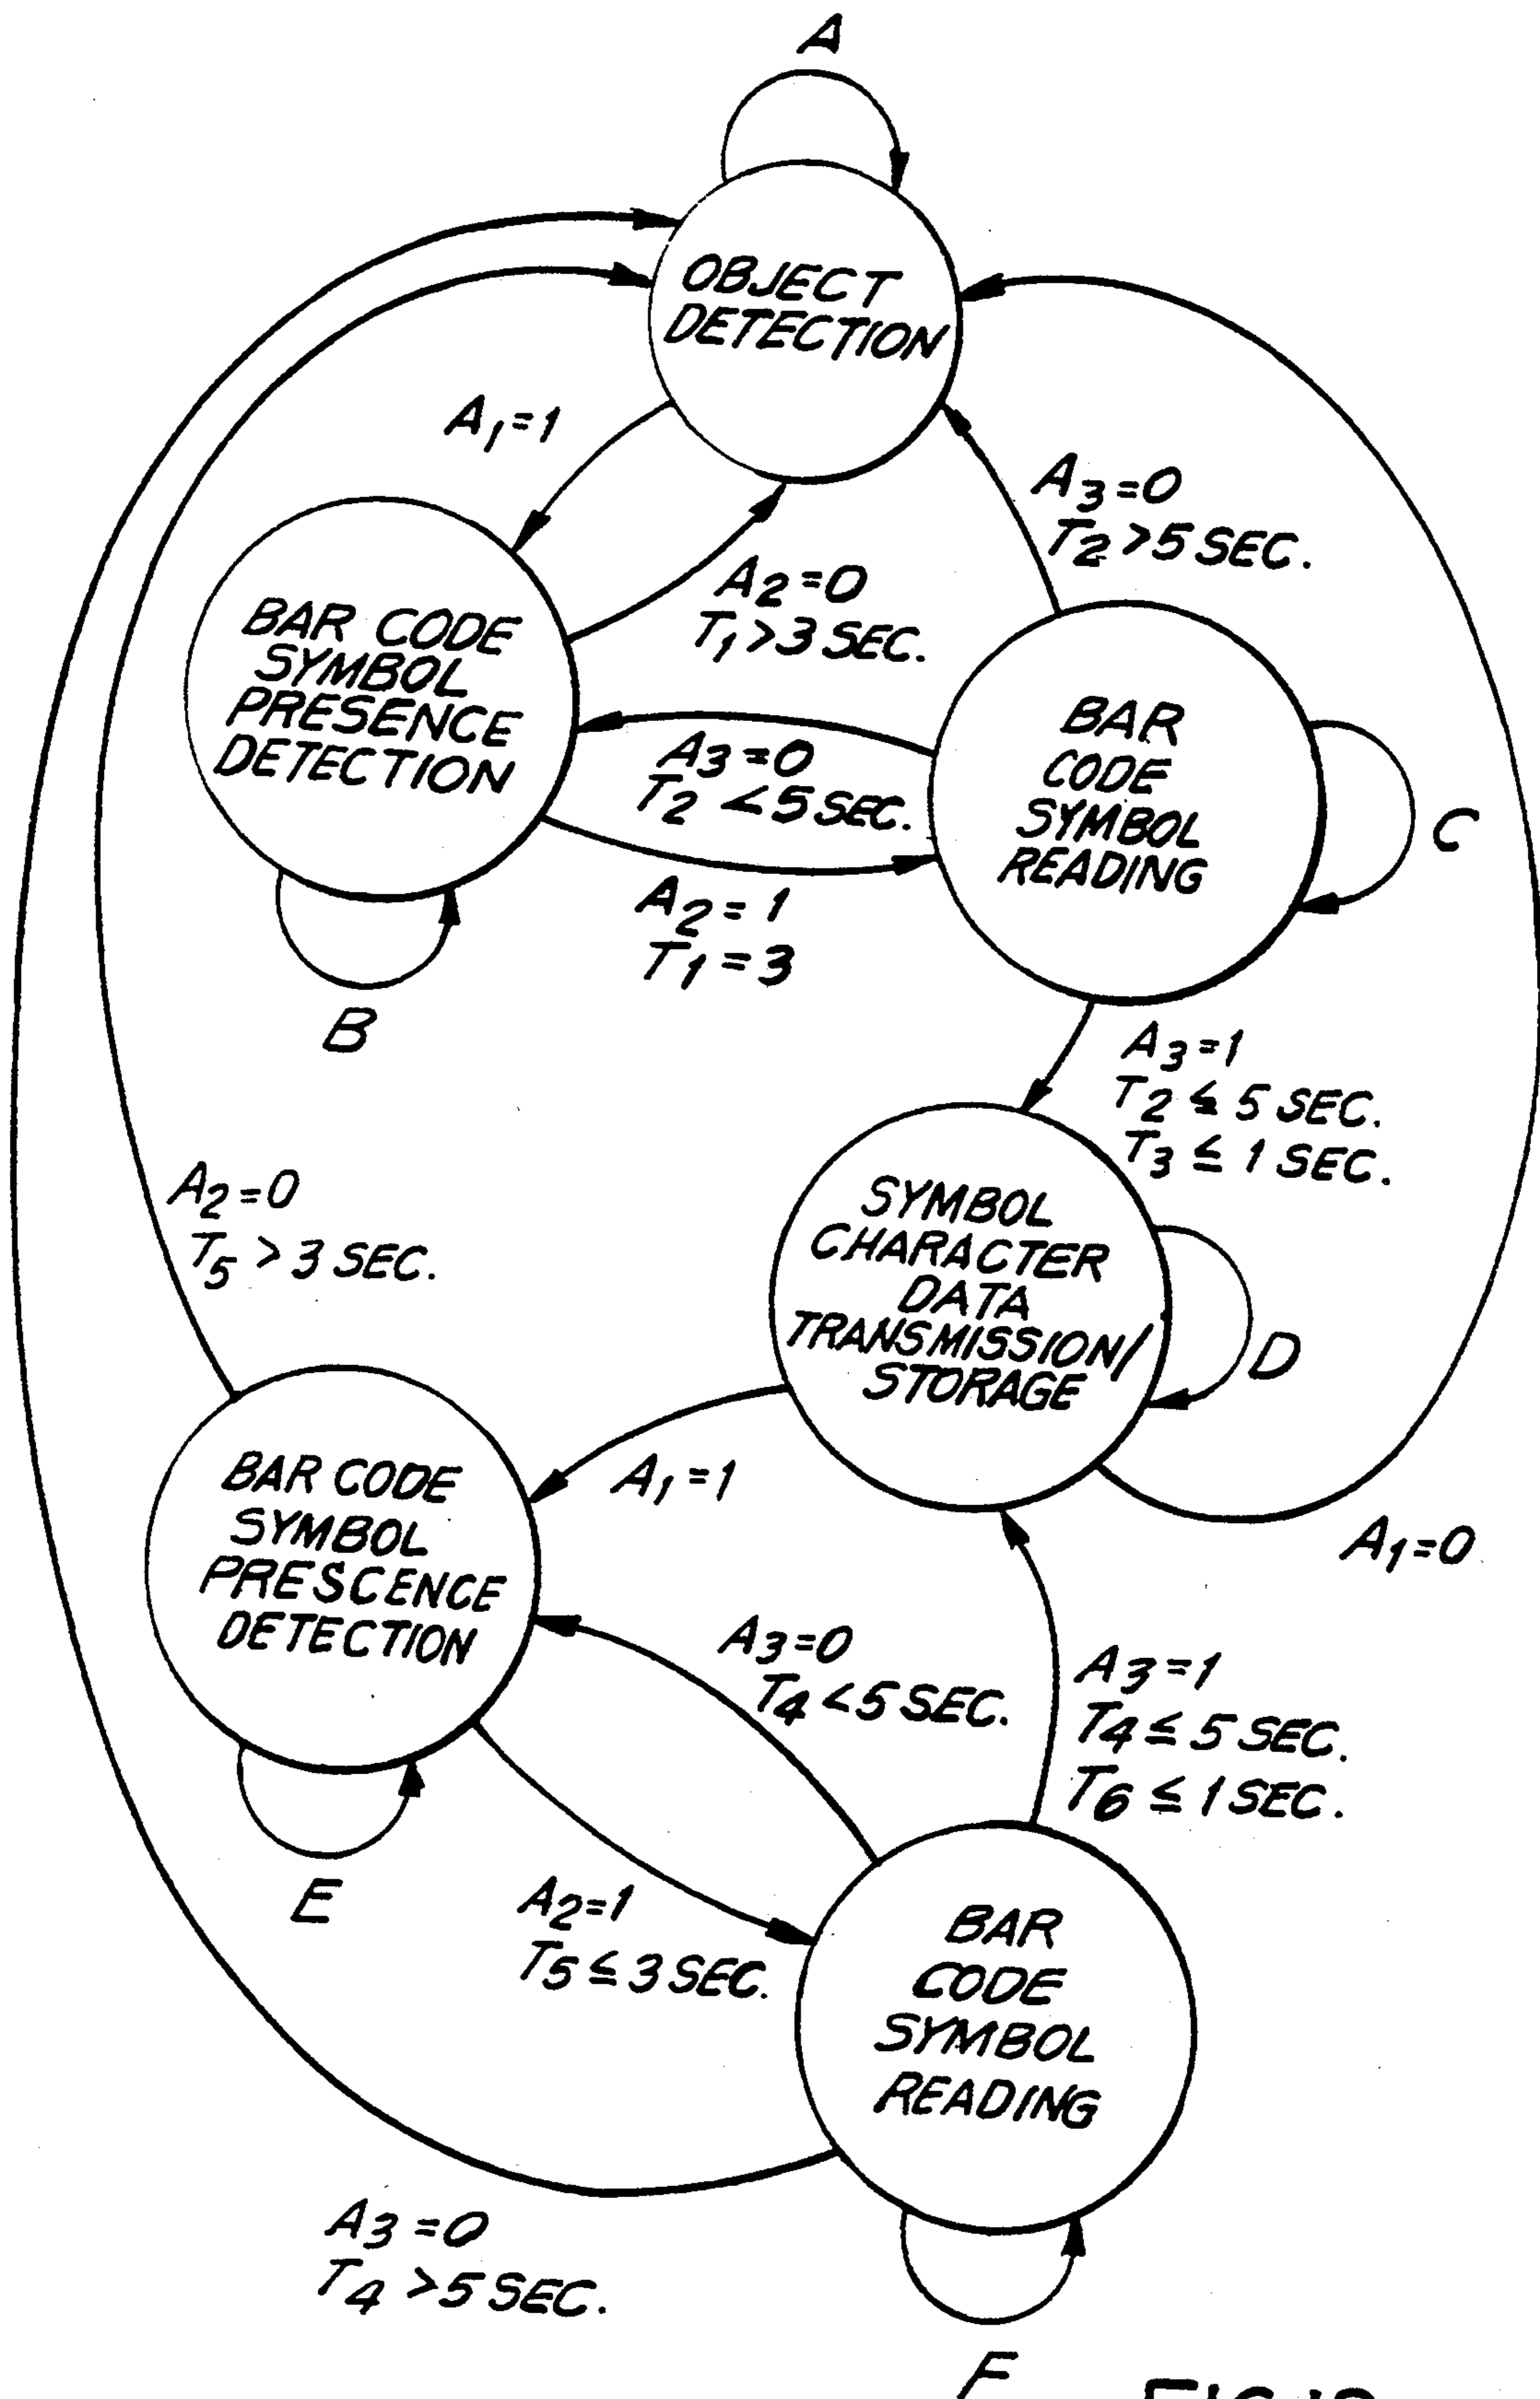 A
OBJECT
DETECTION
A1=1
A3=0
T2>5 SEC.
A2=0
T1>3 SEC.
BAR CODE
SYMBOL
PRESENCE
DETECTION
BAR
CODE
SYMBOL
READING
A3=0
T2<5 SEC.
C
A2=1
T1=3
B
A3=1
T2≤5 SEC.
T3≤1 SEC.
A2=0
T5>3 SEC.
SYMBOL
CHARACTER
DATA
TRANSMISSION/
STORAGE
D
A1=1
A1=0
BAR CODE
SYMBOL
PRESCENCE
DETECTION
A3=0
T4<5 SEC.
A3=1
T4≤5 SEC.
T6≤1 SEC.
E
A2=1
T5≤3 SEC.
BAR
CODE
SYMBOL
READING
A3=0
T4>5 SEC.
F